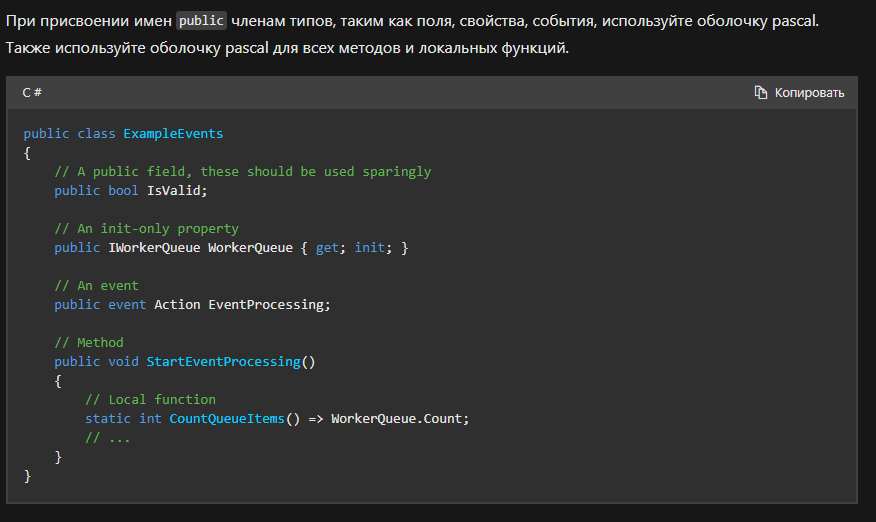 При присвоении имен public членам типов, таким как поля, свойства, события, используйте оболочку pascal.
Также используйте оболочку pascal для всех методов и локальных функций.
C #
Копировать
public class ExampleEvents
{
    // A public field, these should be used sparingly
    public bool IsValid;

    // An init-only property
    public IWorkerQueue WorkerQueue { get; init; }

    // An event
    public event Action EventProcessing;

    // Method
    public void StartEventProcessing()
    {
        // Local function
        static int CountQueueItems() => WorkerQueue.Count;
        // ...
    }
}